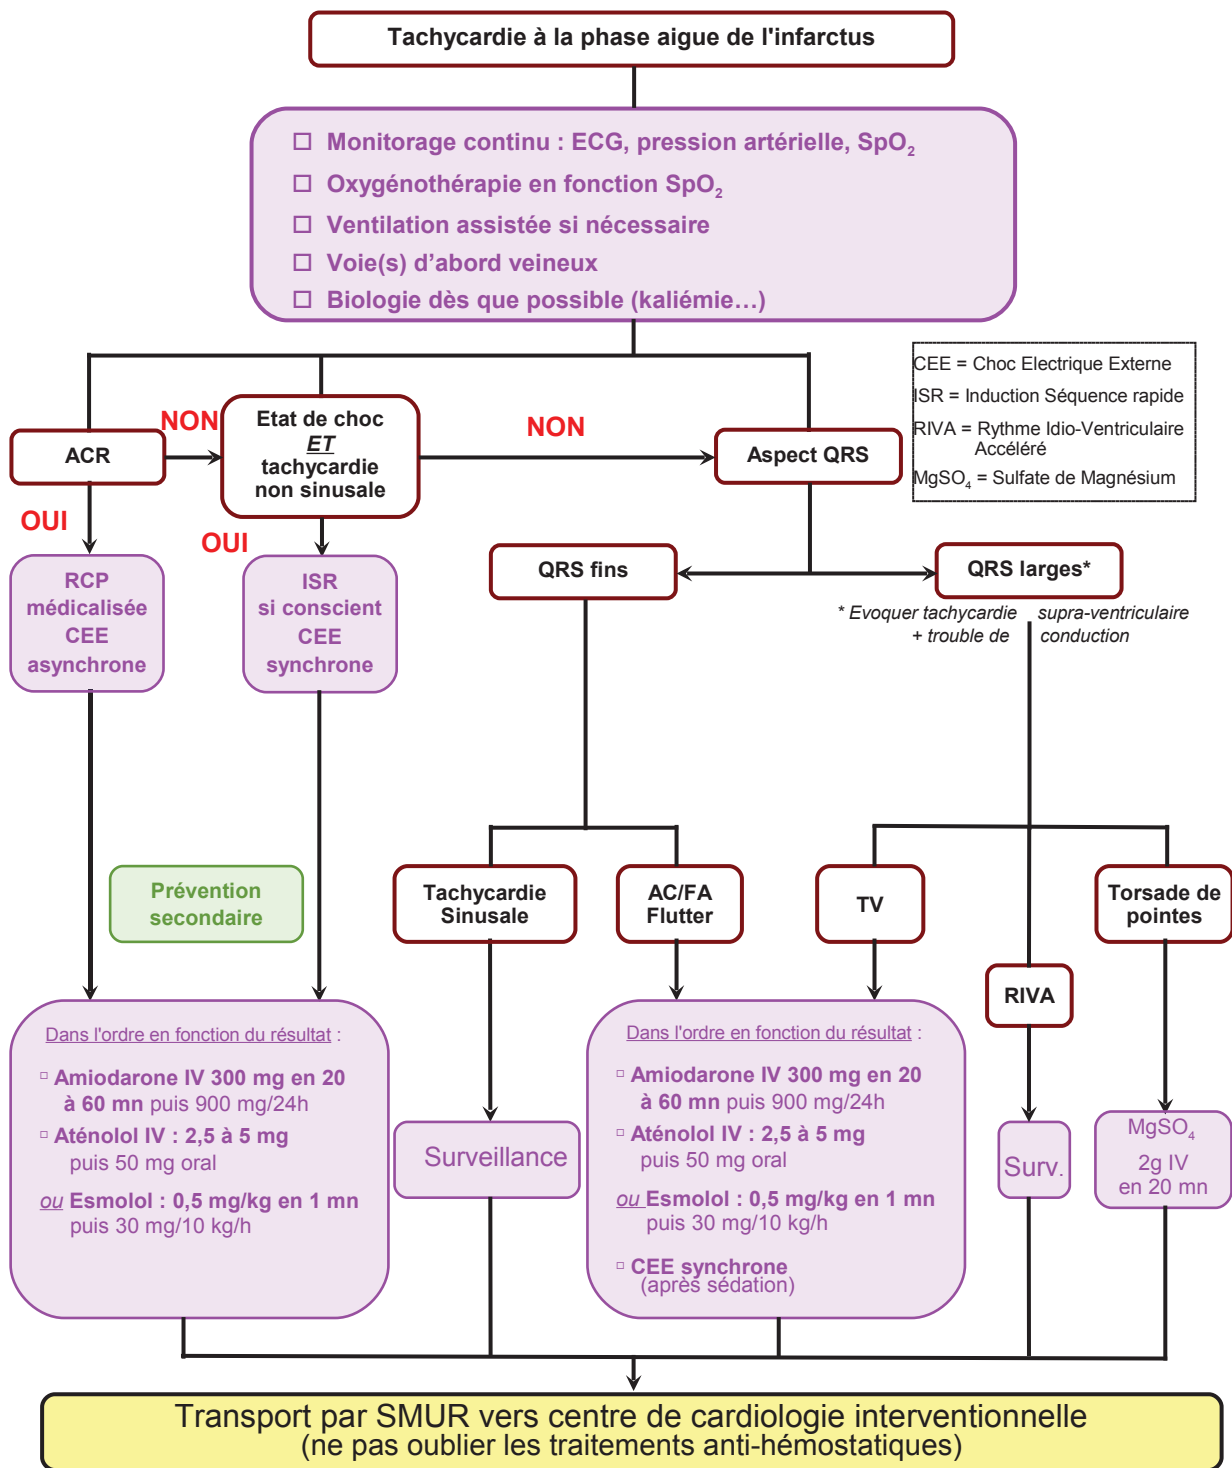 Tachycardie à la phase aigue de l'infarctus
□ Monitorage continu : ECG, pression artérielle, SpO₂
□ Oxygénothérapie en fonction SpO₂
□ Ventilation assistée si nécessaire
□ Voie(s) d'abord veineux
□ Biologie dès que possible (kaliémie…)
CEE = Choc Electrique Externe
ISR = Induction Séquence rapide
RIVA = Rythme Idio-Ventriculaire
Accéléré
MgSO₄ = Sulfate de Magnésium
ACR
NON
Etat de choc
ET
tachycardie
non sinusale
NON
Aspect QRS
OUI
OUI
RCP
médicalisée
CEE
asynchrone
ISR
si conscient
CEE
synchrone
QRS fins
QRS larges*
* Evoquer tachycardie supra-ventriculaire
+ trouble de conduction
Prévention
secondaire
Tachycardie
Sinusale
AC/FA
Flutter
TV
RIVA
Torsade de
pointes
Dans l'ordre en fonction du résultat :
▫ Amiodarone IV 300 mg en 20
à 60 mn puis 900 mg/24h
▫ Aténolol IV : 2,5 à 5 mg
puis 50 mg oral
ou Esmolol : 0,5 mg/kg en 1 mn
puis 30 mg/10 kg/h
Surveillance
Dans l'ordre en fonction du résultat :
▫ Amiodarone IV 300 mg en 20
à 60 mn puis 900 mg/24h
▫ Aténolol IV : 2,5 à 5 mg
puis 50 mg oral
ou Esmolol : 0,5 mg/kg en 1 mn
puis 30 mg/10 kg/h
▫ CEE synchrone
(après sédation)
Surv.
MgSO₄
2g IV
en 20 mn
Transport par SMUR vers centre de cardiologie interventionnelle
(ne pas oublier les traitements anti-hémostatiques)